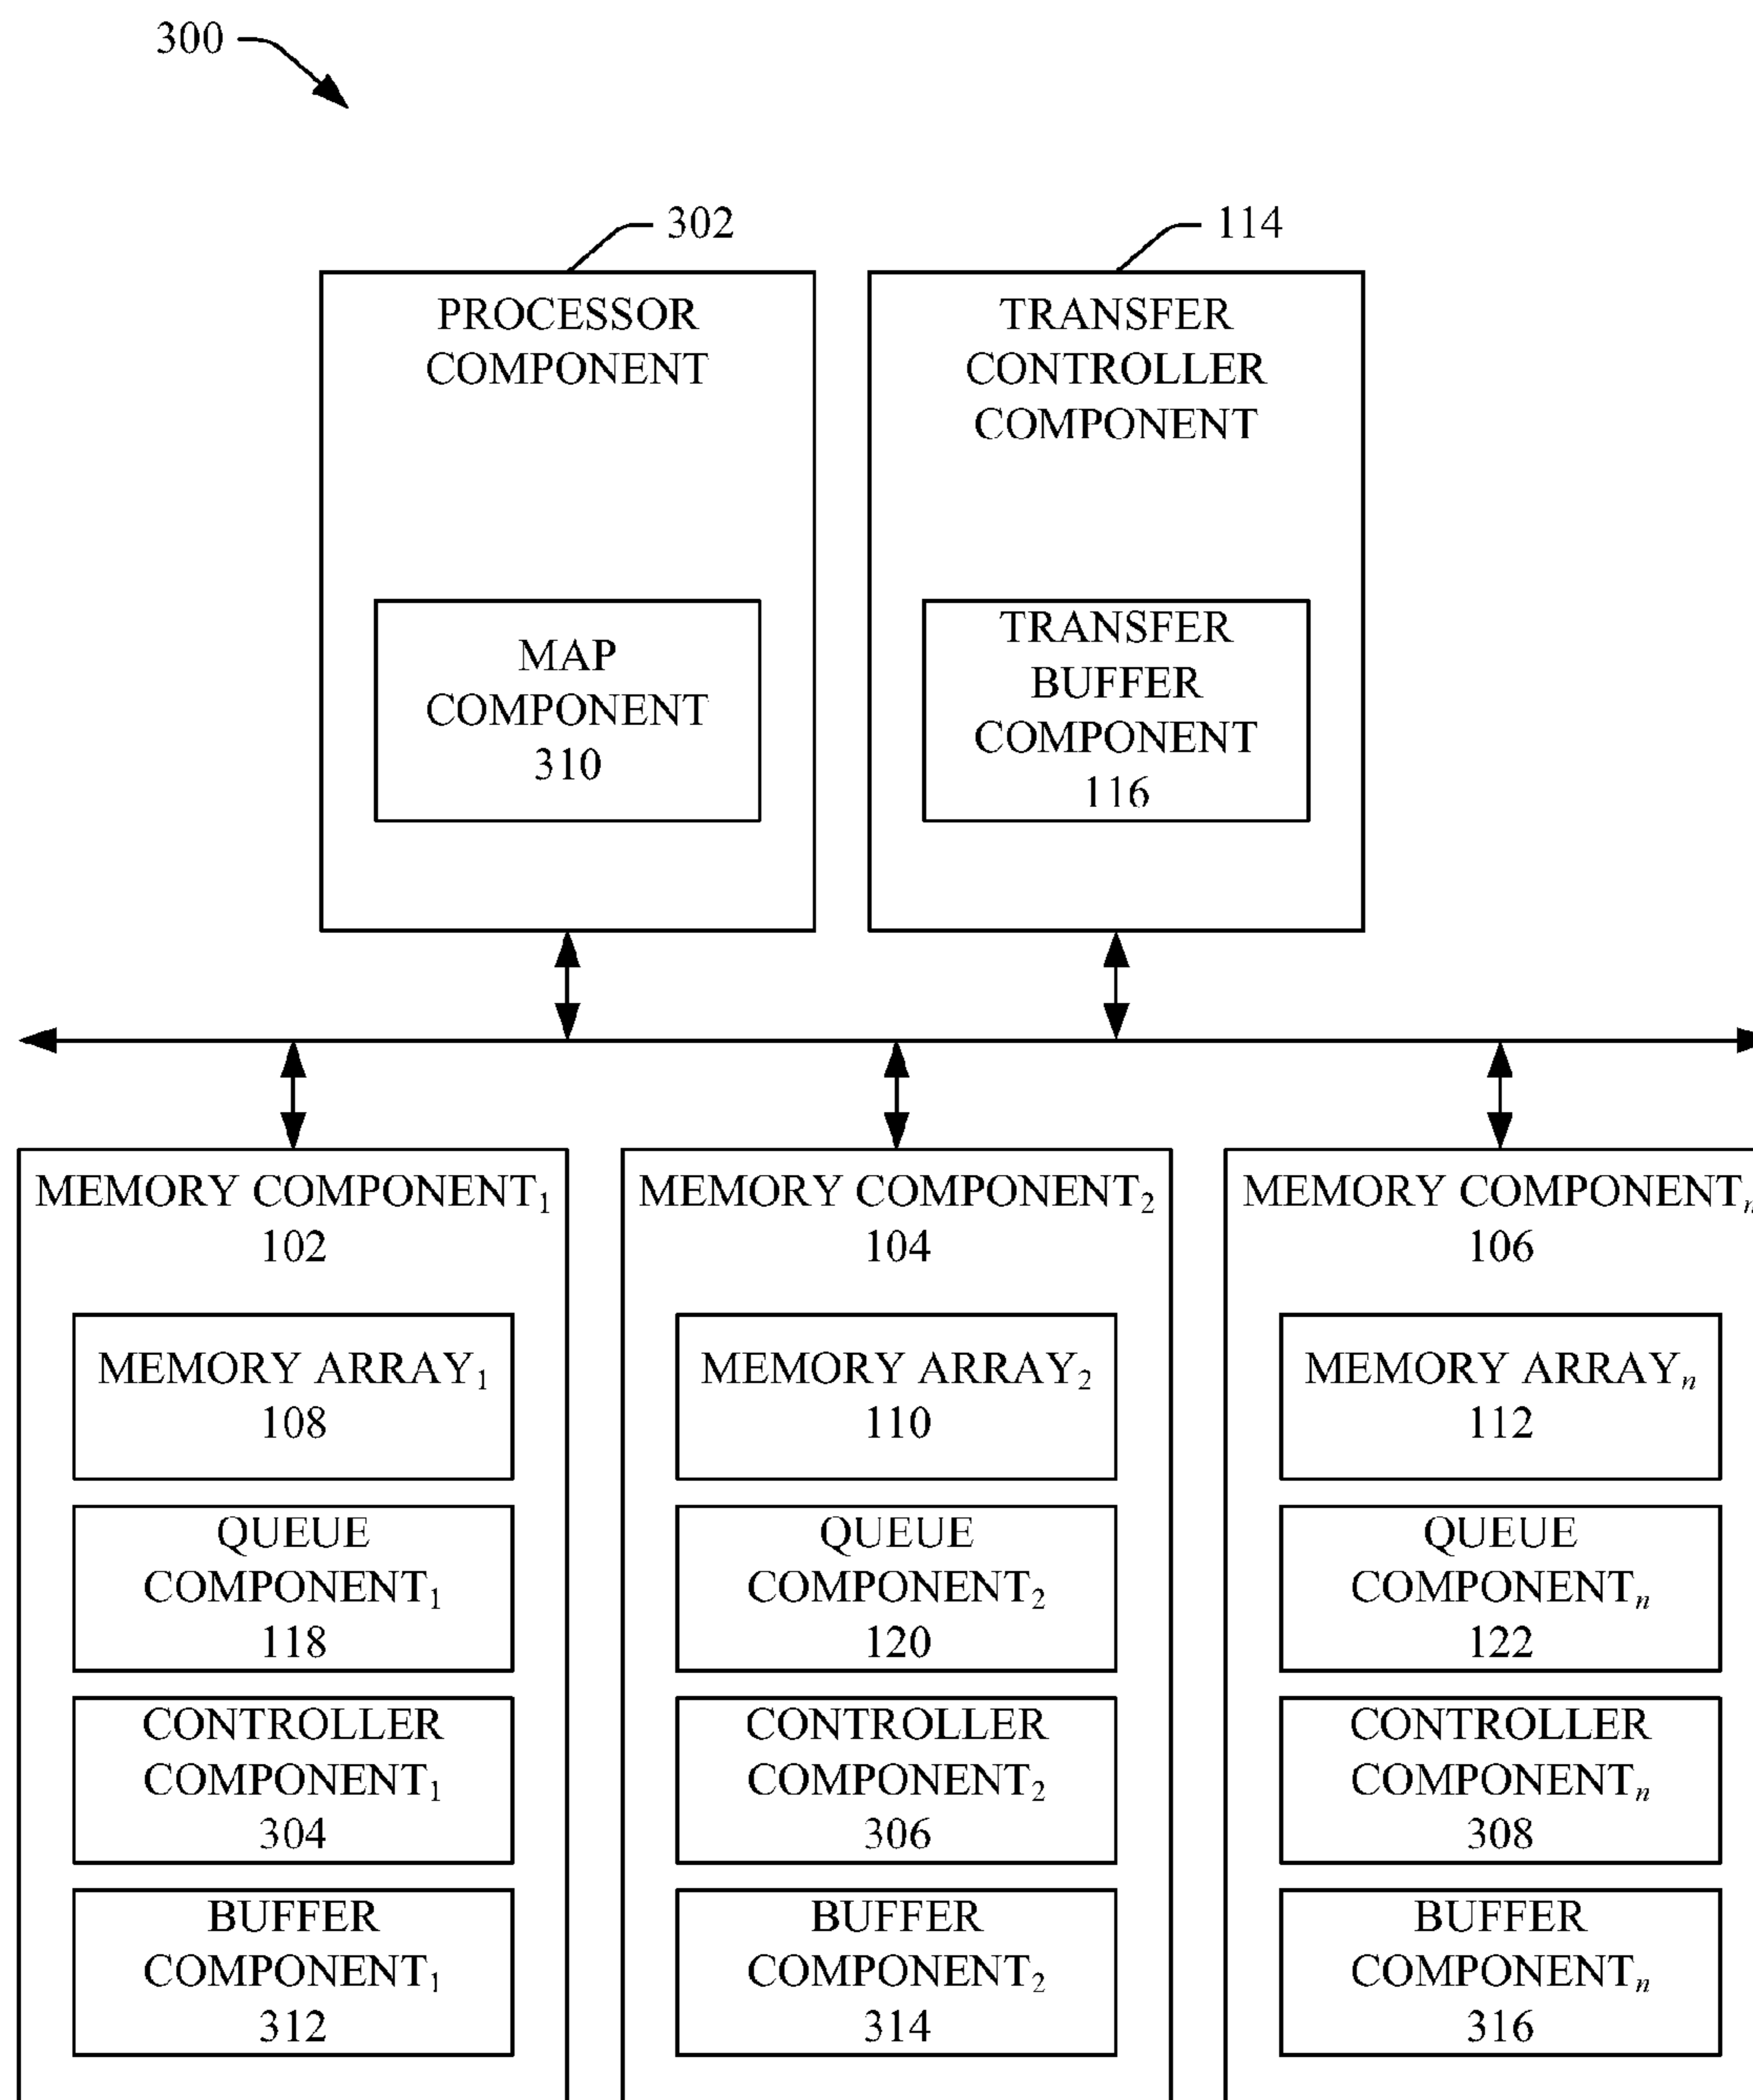 300
302
114
PROCESSOR
COMPONENT
TRANSFER
CONTROLLER
COMPONENT
MAP
COMPONENT
310
TRANSFER
BUFFER
COMPONENT
116
MEMORY COMPONENT₁
102
MEMORY ARRAY₁
108
QUEUE
COMPONENT₁
118
CONTROLLER
COMPONENT₁
304
BUFFER
COMPONENT₁
312
MEMORY COMPONENT₂
104
MEMORY ARRAY₂
110
QUEUE
COMPONENT₂
120
CONTROLLER
COMPONENT₂
306
BUFFER
COMPONENT₂
314
MEMORY COMPONENTₙ
106
MEMORY ARRAYₙ
112
QUEUE
COMPONENTₙ
122
CONTROLLER
COMPONENTₙ
308
BUFFER
COMPONENTₙ
316